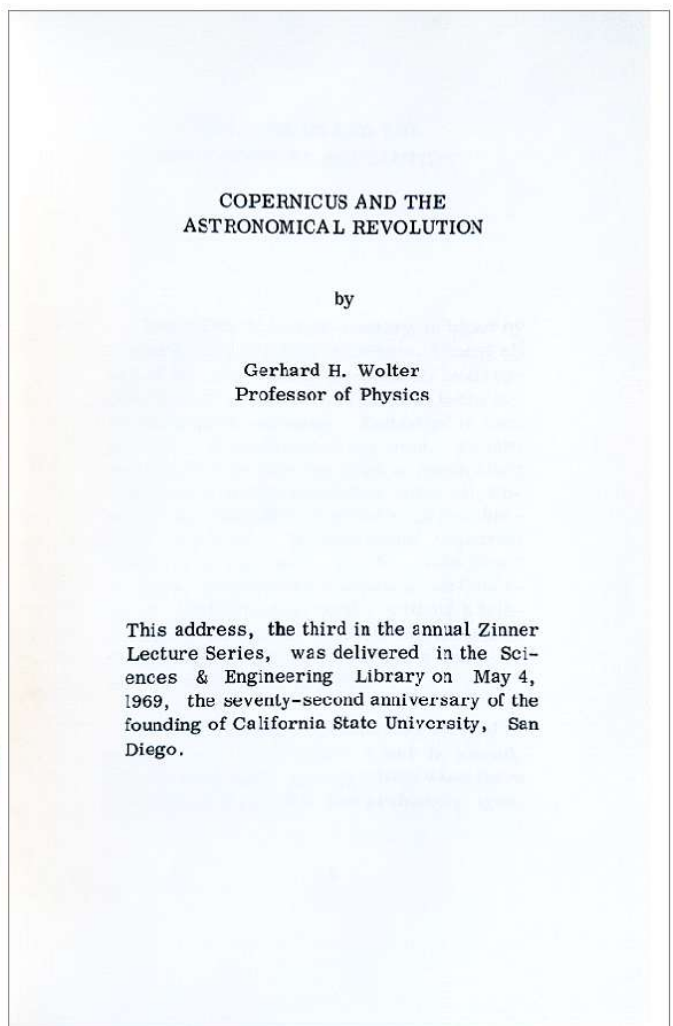 COPERNICUS AND THE
ASTRONOMICAL REVOLUTION
by
Gerhard H. Wolter
Professor of Physics
This address, the third in the annual Zinner
Lecture Series, was delivered in the Sci-
ences & Engineering Library on May 4,
1969, the seventy-second anniversary of the
founding of California State University, San
Diego.